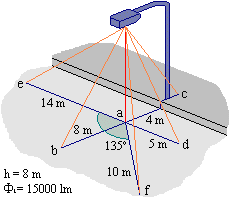 c
e
14 m
a
4 m
8 m
b
135°
5 m
d
10 m
f
h = 8 m
Φₜ= 15000 lm